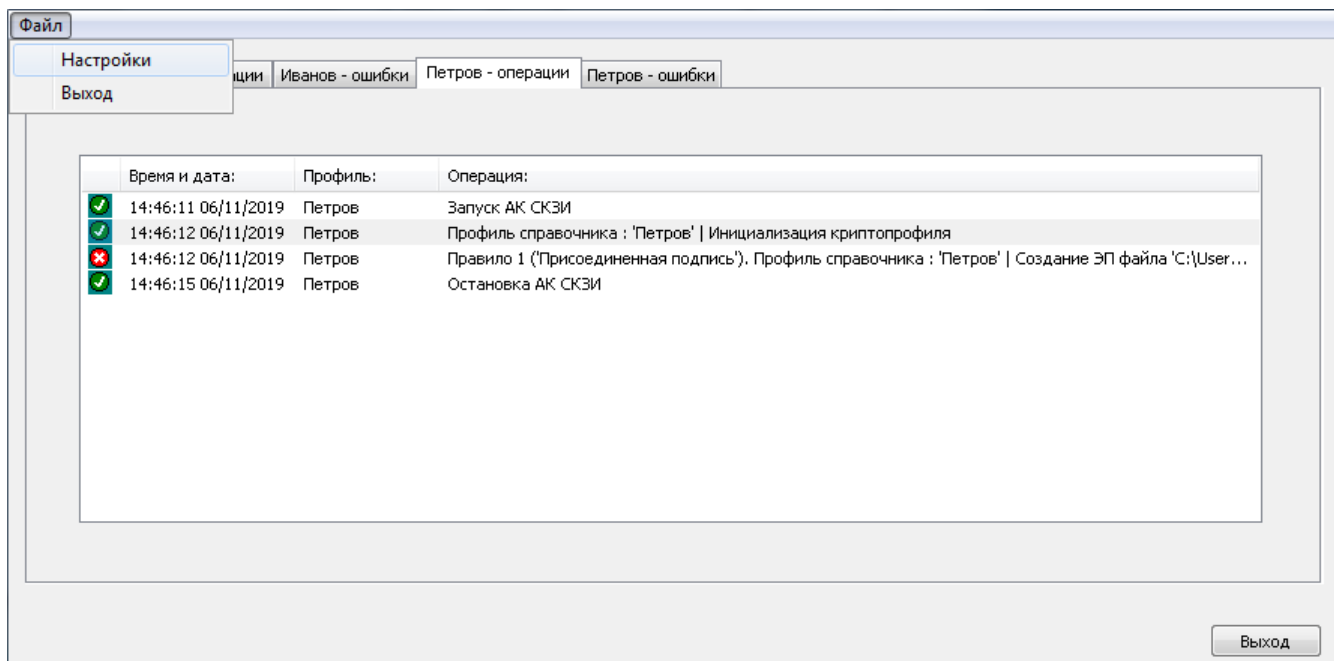 Файл
Настройки
Выход
Иванов - ошибки Петров - операции Петров - ошибки
Время и дата: Профиль: Операция:
14:46:11 06/11/2019 Петров Запуск АК СКЗИ
14:46:12 06/11/2019 Петров Профиль справочника : 'Петров' | Инициализация криптопрофиля
14:46:12 06/11/2019 Петров Правило 1 ('Присоединенная подпись'). Профиль справочника : 'Петров' | Создание ЭП файла 'C:\User...
14:46:15 06/11/2019 Петров Остановка АК СКЗИ
Выход